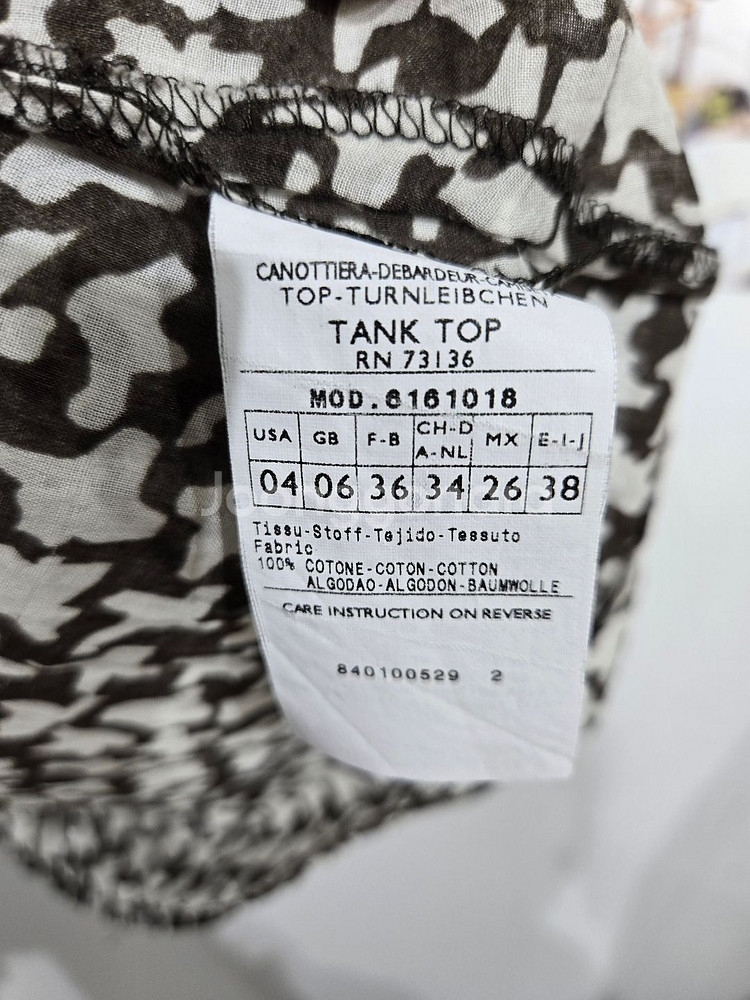 CANOTTIERA-DEBARDEUR-
TOP-TURNLEIBCHEN
TANK TOP
RN 73136
MOD.6161018
USA GB F-B CH-D A-NL MX E-I-J
04 06 36 34 26 38
Tissu-Stoff-Tejido-Tessuto
Fabric
100% COTONE-COTON-COTTON
ALGODAO-ALGODON-BAUMWOLLE
CARE INSTRUCTION ON REVERSE
840100529 2